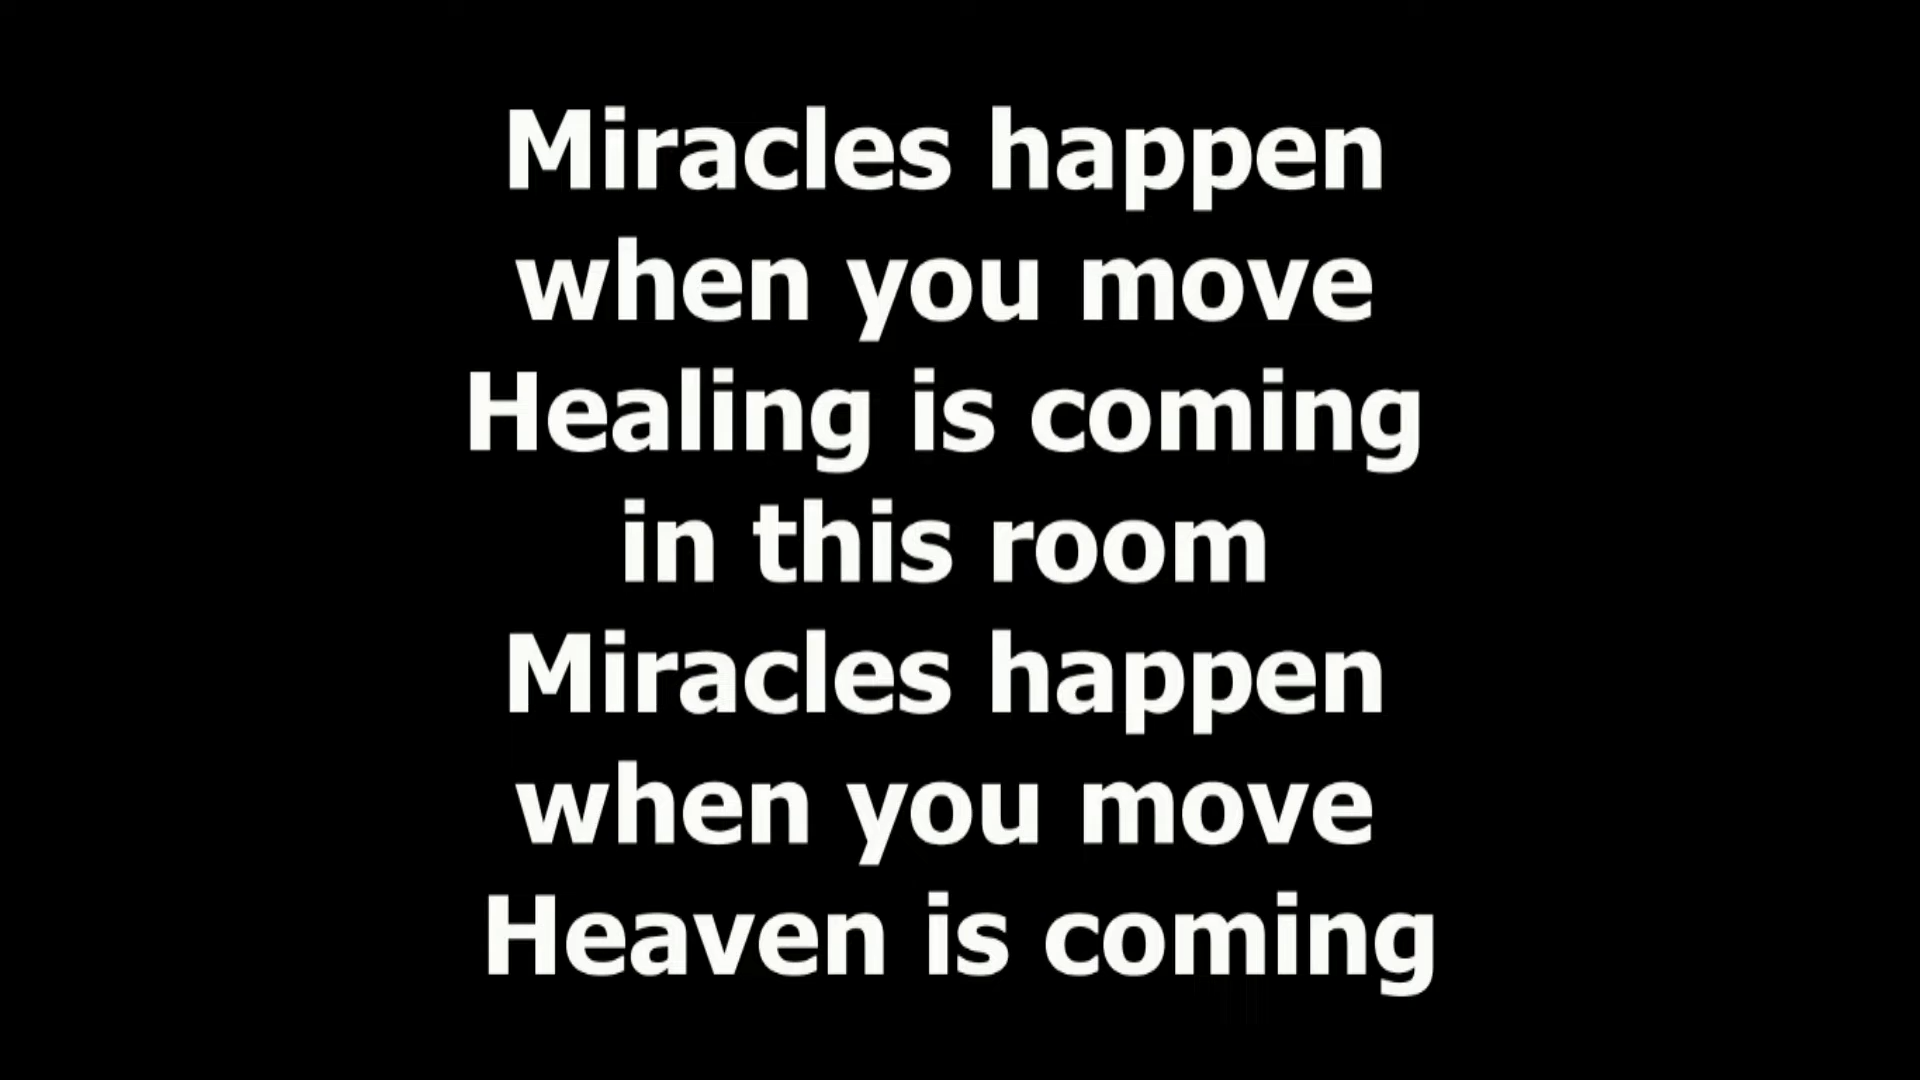 Miracles happen
when you move
Healing is coming
in this room
Miracles happen
when you move
Heaven is coming